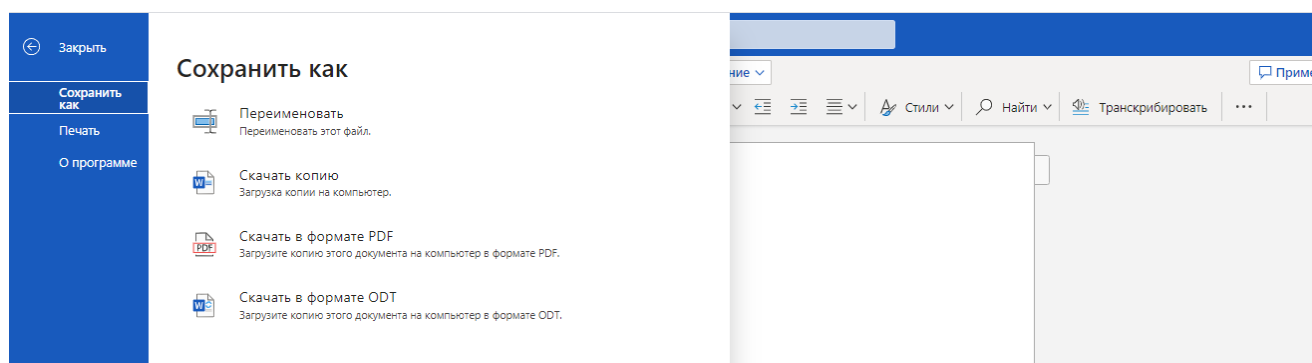 Закрыть
Сохранить как
Печать
О программе
Сохранить как
Переименовать
Переименовать этот файл.
Скачать копию
Загрузка копии на компьютер.
PDF
Скачать в формате PDF
Загрузите копию этого документа на компьютер в формате PDF.
Скачать в формате ODT
Загрузите копию этого документа на компьютер в формате ODT.
ние
Приме
Стили
Найти
Транскрибировать